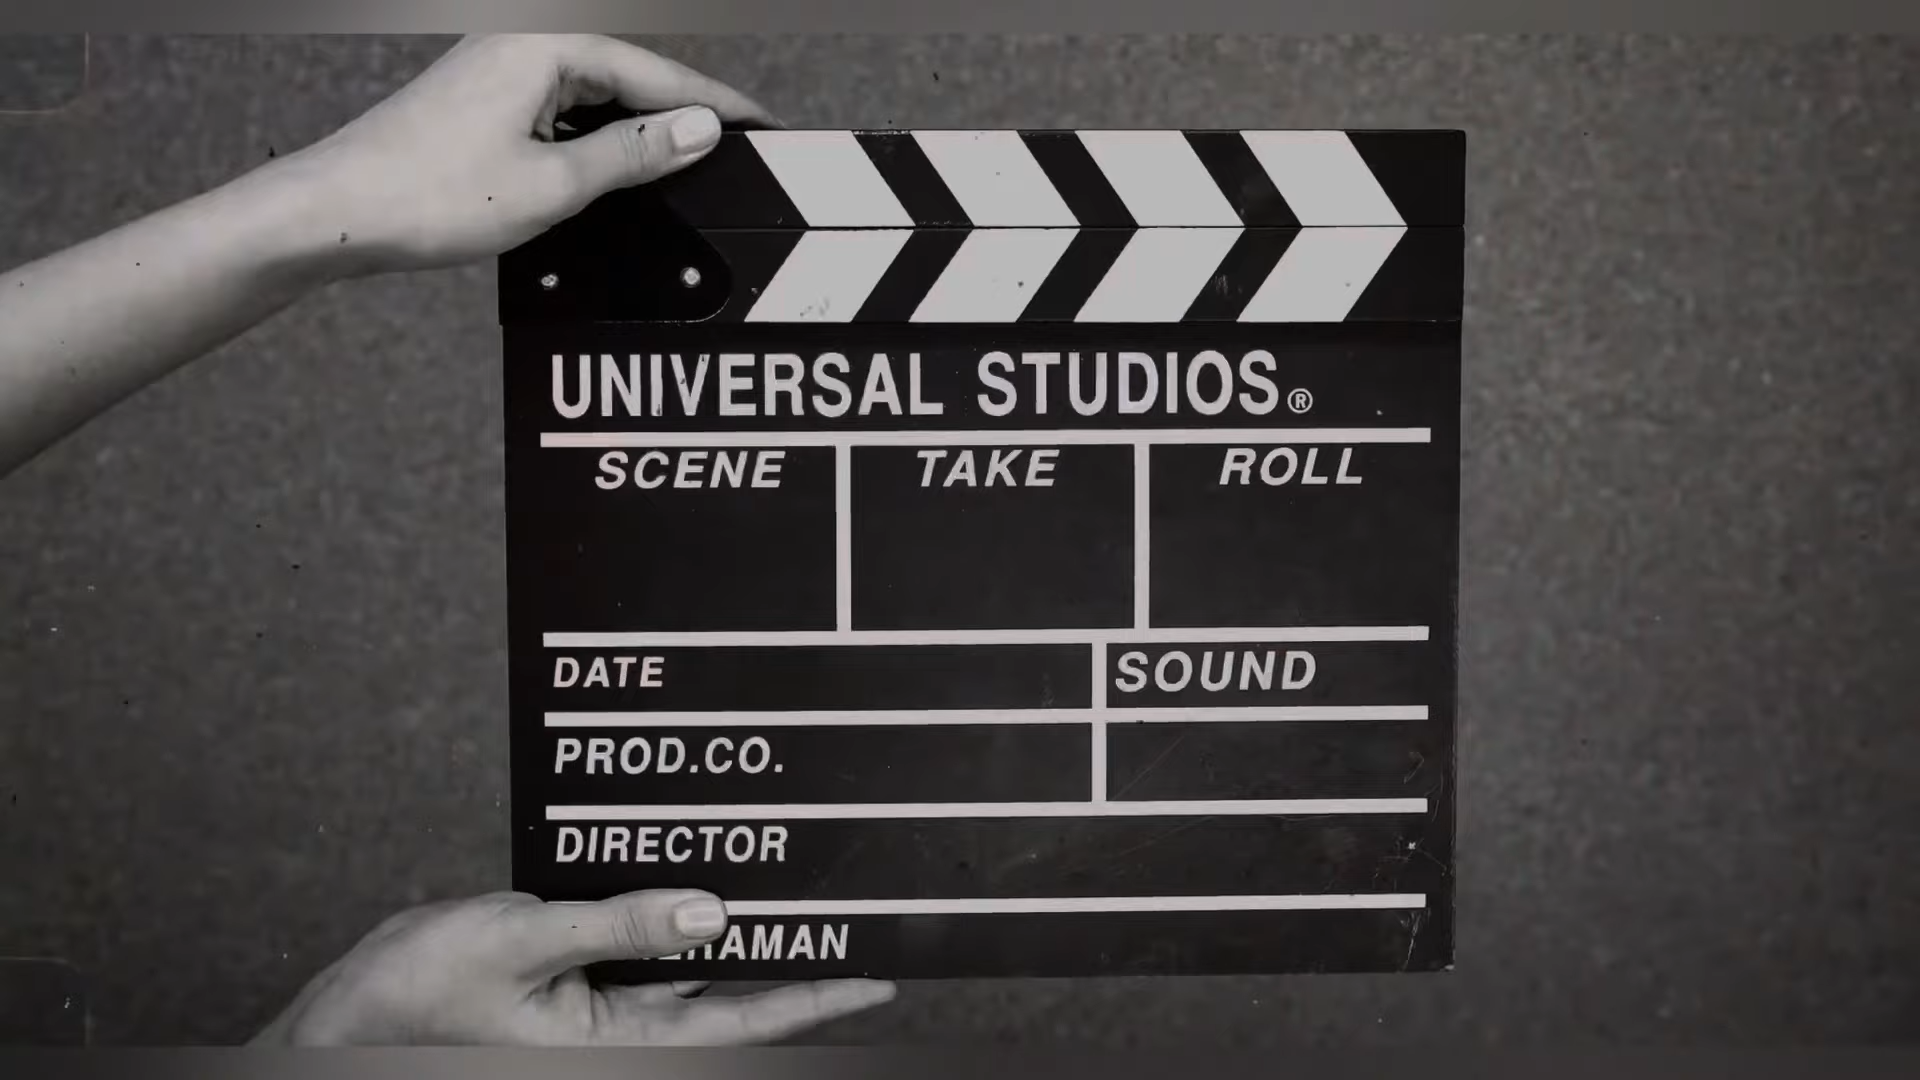 UNIVERSAL STUDIOS®
SCENE TAKE ROLL
DATE SOUND
PROD.CO.
DIRECTOR